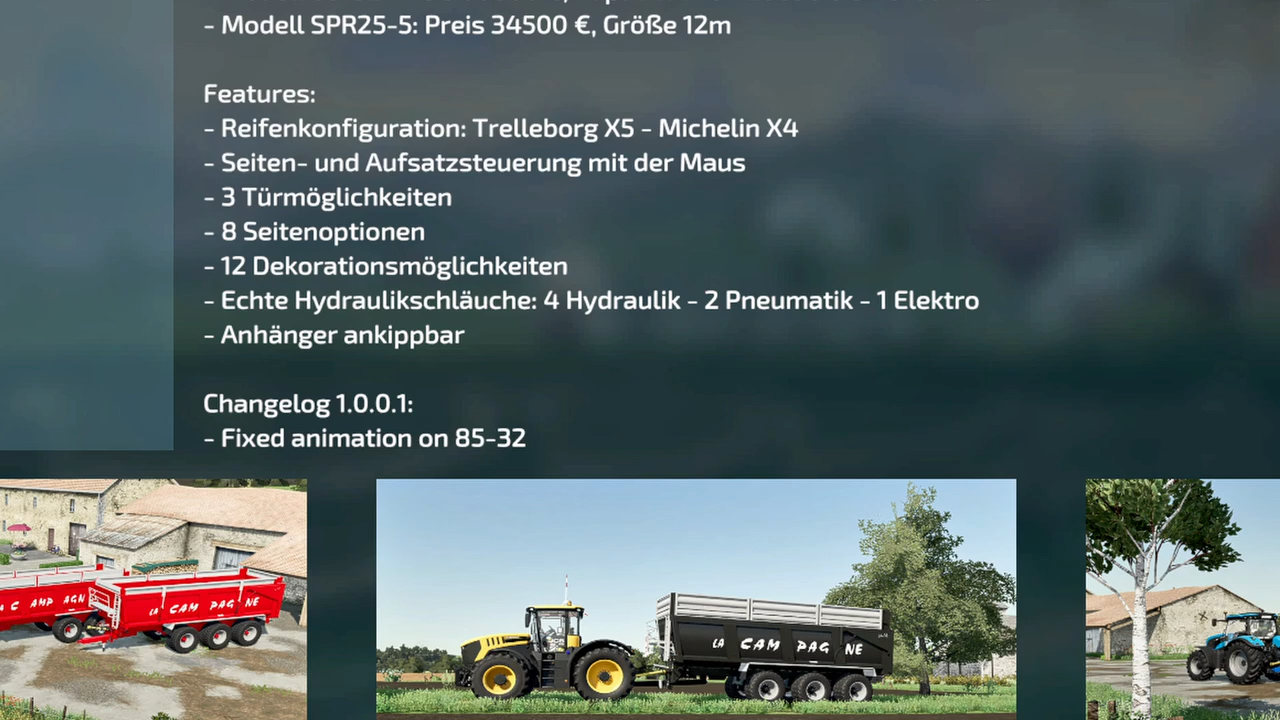 - Modell SPR25-5: Preis 34500 €, Größe 12m
Features:
- Reifenkonfiguration: Trelleborg X5 - Michelin X4
- Seiten- und Aufsatzsteuerung mit der Maus
- 3 Türmöglichkeiten
- 8 Seitenoptionen
- 12 Dekorationsmöglichkeiten
- Echte Hydraulikschläuche: 4 Hydraulik - 2 Pneumatik - 1 Elektro
- Anhänger ankippbar
Changelog 1.0.0.1:
- Fixed animation on 85-32
LA CAM PAG NE
LA CAM PAG NE